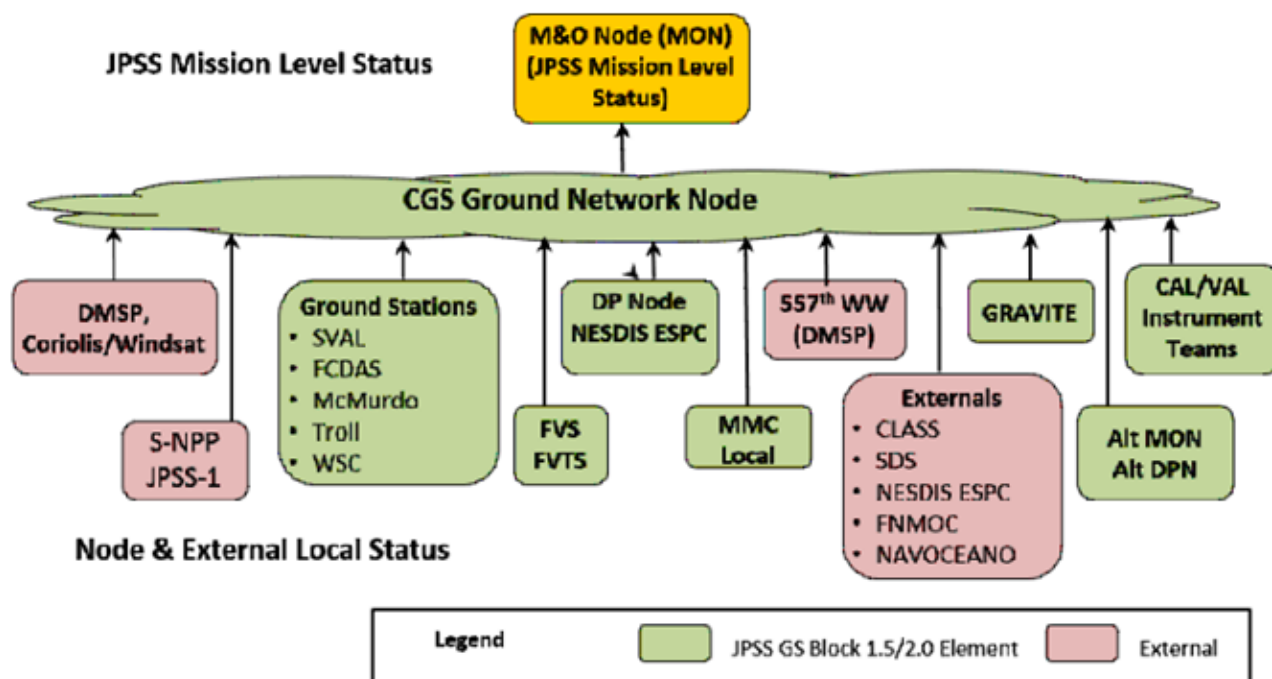 JPSS Mission Level Status
M&O Node (MON)
(JPSS Mission Level
Status)
CGS Ground Network Node
DMSP,
Coriolis/Windsat
S-NPP
JPSS-1
Ground Stations
• SVAL
• FCDAS
• McMurdo
• Troll
• WSC
FVS
FVTS
DP Node
NESDIS ESPC
MMC
Local
557th WW
(DMSP)
Externals
• CLASS
• SDS
• NESDIS ESPC
• FNMOC
• NAVOCEANO
GRAVITE
Alt MON
Alt DPN
CAL/VAL
Instrument
Teams
Node & External Local Status
Legend
JPSS GS Block 1.5/2.0 Element
External